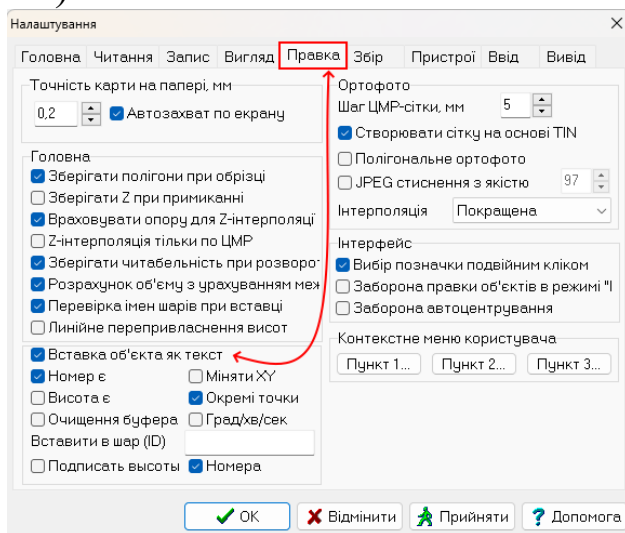 Налаштування
Головна Читання Запис Вигляд Правка Збір Пристрої Ввід Вивід
Точність карти на папері, мм
0,2 Автозахват по екрану
Головна
Зберігати полігони при обрізці
Зберігати Z при примиканні
Враховувати опору для Z-інтерполяції
Z-інтерполяція тільки по ЦМР
Зберігати читабельність при розворот
Розрахунок об'єму з урахуванням меж
Перевірка імен шарів при вставці
Линійне перепривласнення висот
Вставка об'єкта як текст
Номер є Міняти XY
Висота є Окремі точки
Очищення буфера Град/хв/сек
Вставити в шар (ID)
Подписать высоты Номера
Ортофото
Шаг ЦМР-сітки, мм 5
Створювати сітку на основі TIN
Полігональне ортофото
JPEG стиснення з якістю 97
Інтерполяція Покращена
Інтерфейс
Вибір позначки подвійним кліком
Заборона правки об'єктів в режимі "І
Заборона автоцентрування
Контекстне меню користувача
Пункт 1... Пункт 2... Пункт 3...
OK Відмінити Прийняти Допомога